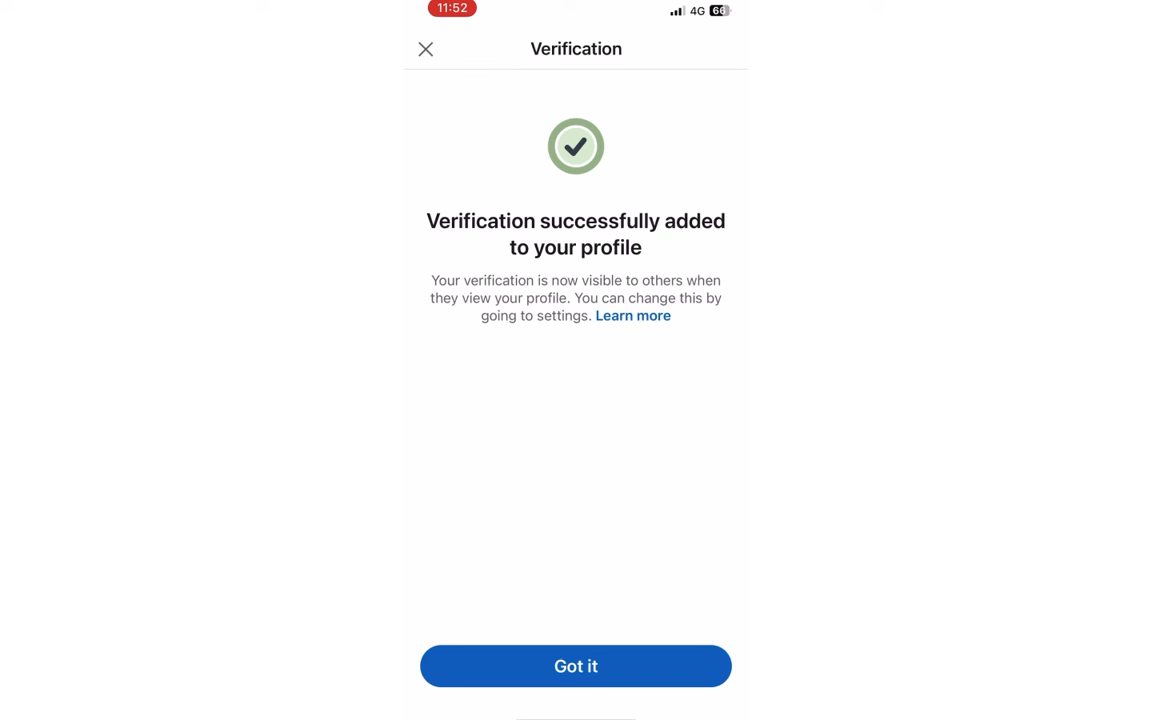 11:52
4G 66
Verification
Verification successfully added
to your profile
Your verification is now visible to others when
they view your profile. You can change this by
going to settings. Learn more
Got it